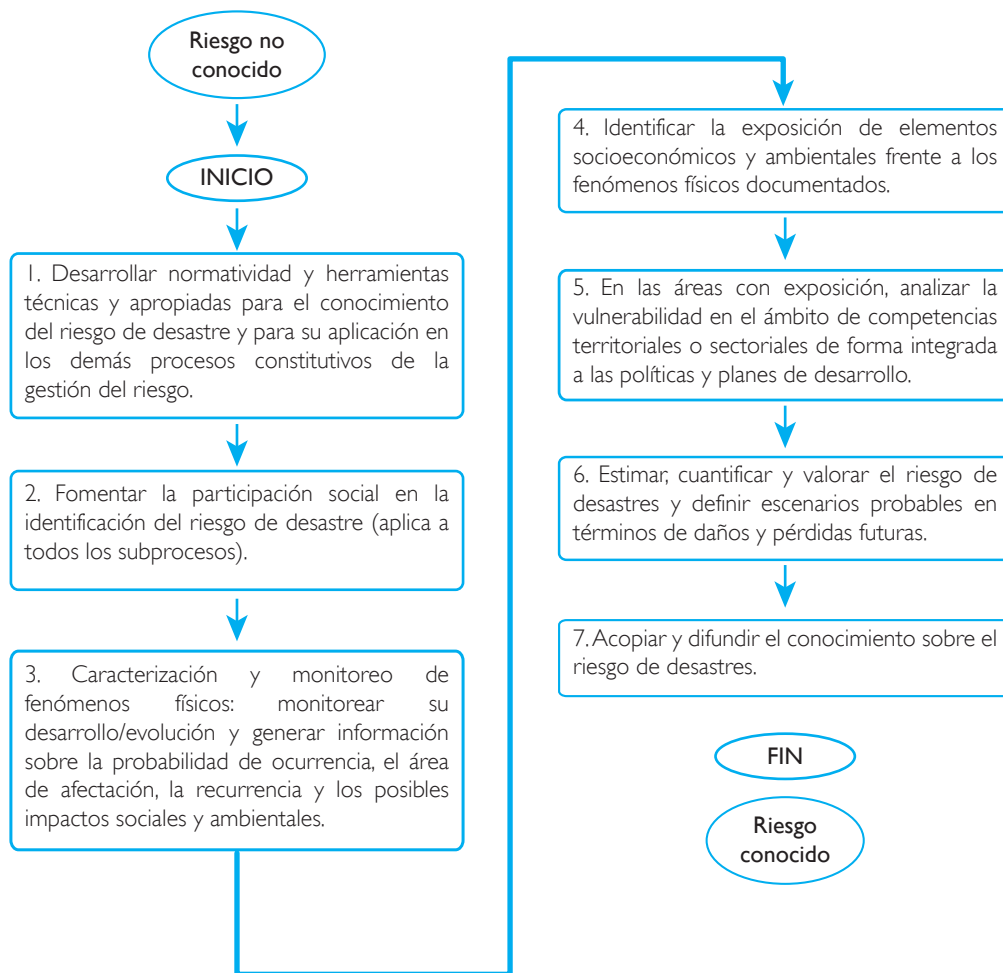 Riesgo no
conocido
INICIO
1. Desarrollar normatividad y herramientas
técnicas y apropiadas para el conocimiento
del riesgo de desastre y para su aplicación en
los demás procesos constitutivos de la
gestión del riesgo.
2. Fomentar la participación social en la
identificación del riesgo de desastre (aplica a
todos los subprocesos).
3. Caracterización y monitoreo de
fenómenos físicos: monitorear su
desarrollo/evolución y generar información
sobre la probabilidad de ocurrencia, el área
de afectación, la recurrencia y los posibles
impactos sociales y ambientales.
4. Identificar la exposición de elementos
socioeconómicos y ambientales frente a los
fenómenos físicos documentados.
5. En las áreas con exposición, analizar la
vulnerabilidad en el ámbito de competencias
territoriales o sectoriales de forma integrada
a las políticas y planes de desarrollo.
6. Estimar, cuantificar y valorar el riesgo de
desastres y definir escenarios probables en
términos de daños y pérdidas futuras.
7. Acopiar y difundir el conocimiento sobre el
riesgo de desastres.
FIN
Riesgo
conocido